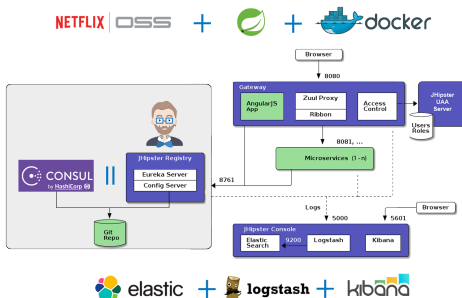 NETFLIX OSS + + docker
Browser
8080
Gateway
AngularJS
App
Zuul Proxy
Ribbon
Access
Control
JHipster
UAA
Server
Users
Roles
8081, ...
Microservices (1-n)
CONSUL
by HashiCorp
||
JHipster Registry
Eureka Server
Config Server
8761
Git
Repo
Logs
5000
5601
Browser
JHipster Console
Elastic
Search
9200
Logstash
Kibana
elastic + logstash + kibana